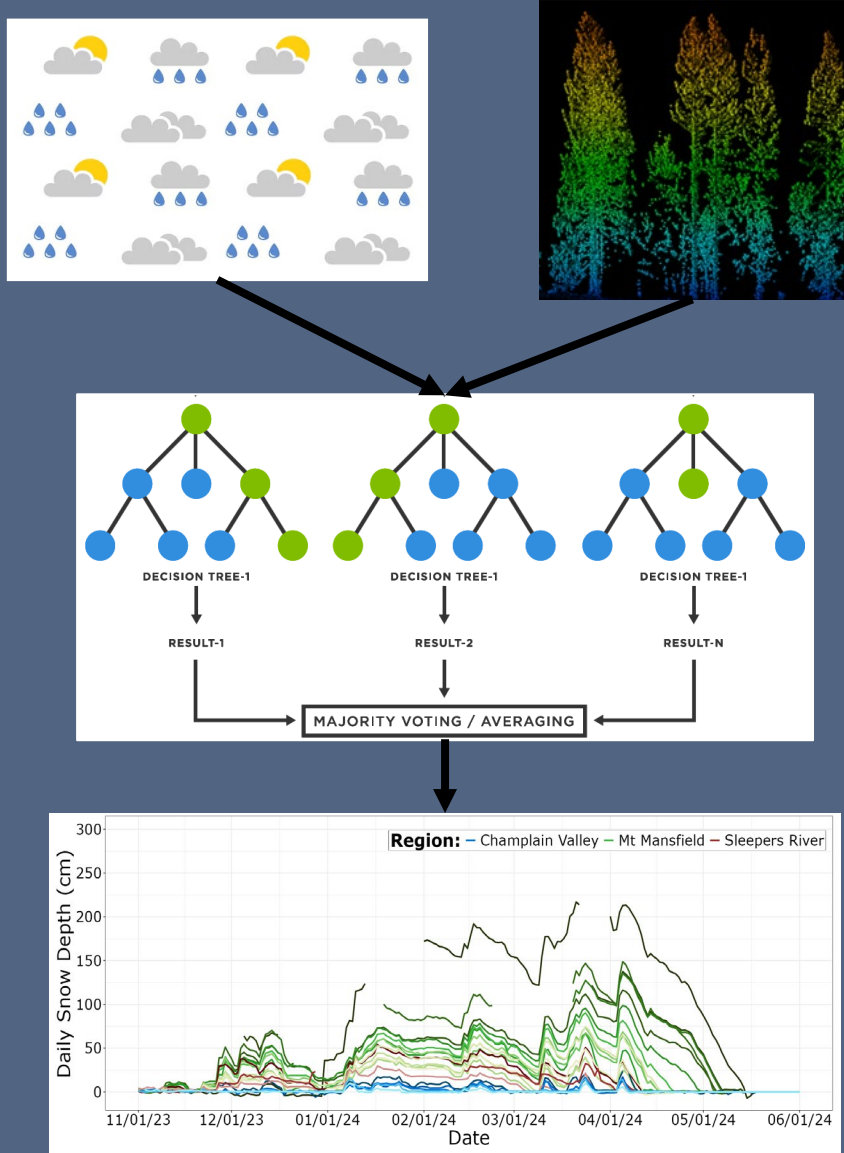 DECISION TREE-1 DECISION TREE-1 DECISION TREE-1
RESULT-1 RESULT-2 RESULT-N
MAJORITY VOTING / AVERAGING
Region: Champlain Valley Mt Mansfield Sleepers River
Daily Snow Depth (cm)
300
250
200
150
100
50
0
11/01/23 12/01/23 01/01/24 02/01/24 03/01/24 04/01/24 05/01/24 06/01/24
Date